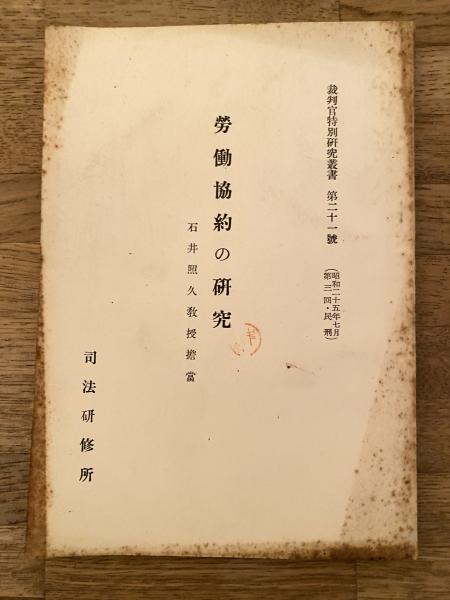 裁判官特別研究叢書 第二十一號
(昭和二十五年七月
第三回・民刑)
勞働協約の研究
石井照久教授擔當
司法研修所